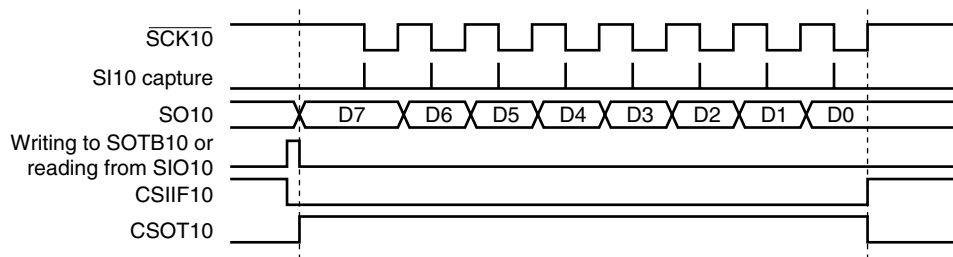 SCK10
SI10 capture
SO10 D7 D6 D5 D4 D3 D2 D1 D0
Writing to SOTB10 or
reading from SIO10
CSIIF10
CSOT10